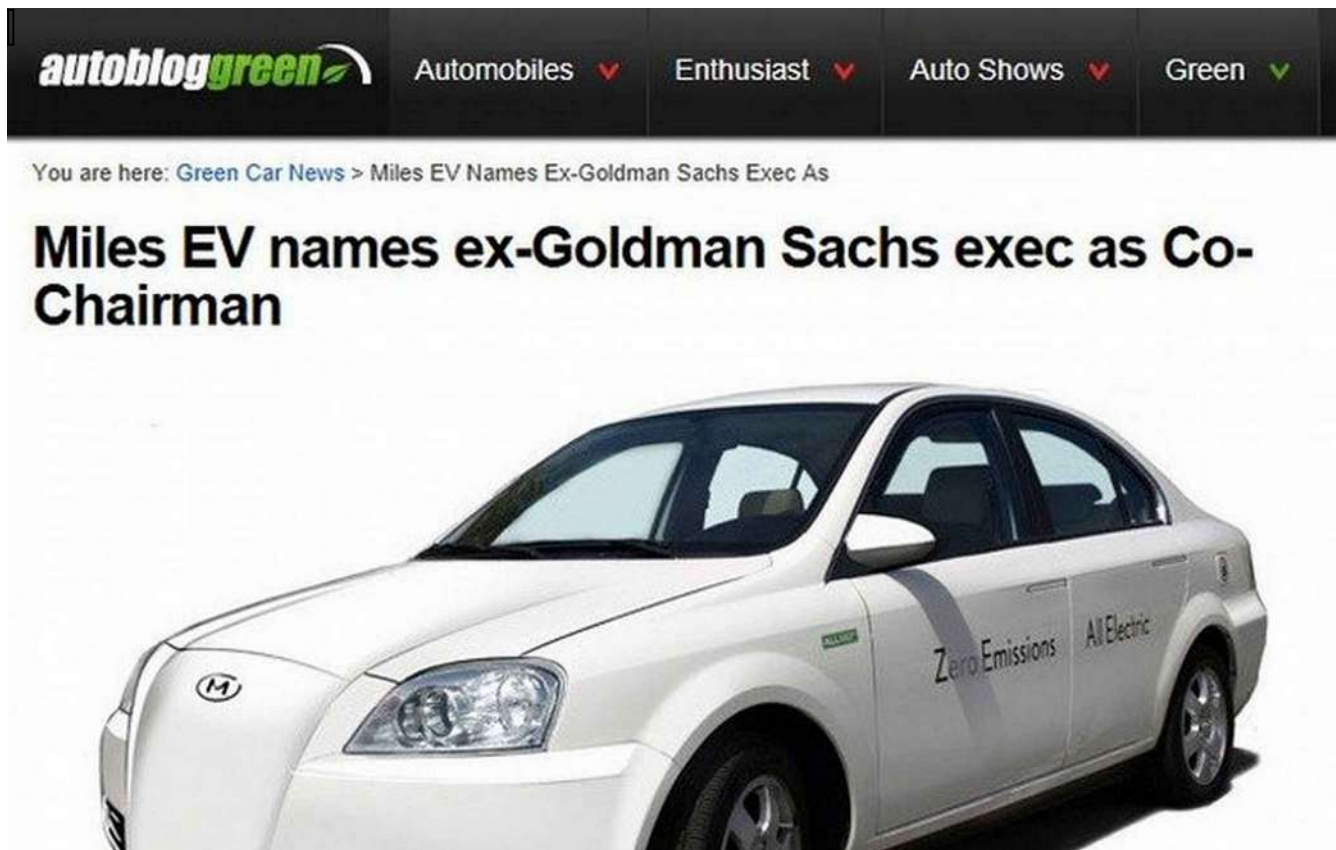 autobloggreen Automobiles Enthusiast Auto Shows Green
You are here: Green Car News > Miles EV Names Ex-Goldman Sachs Exec As
Miles EV names ex-Goldman Sachs exec as Co-
Chairman
M
Zero Emissions All Electric